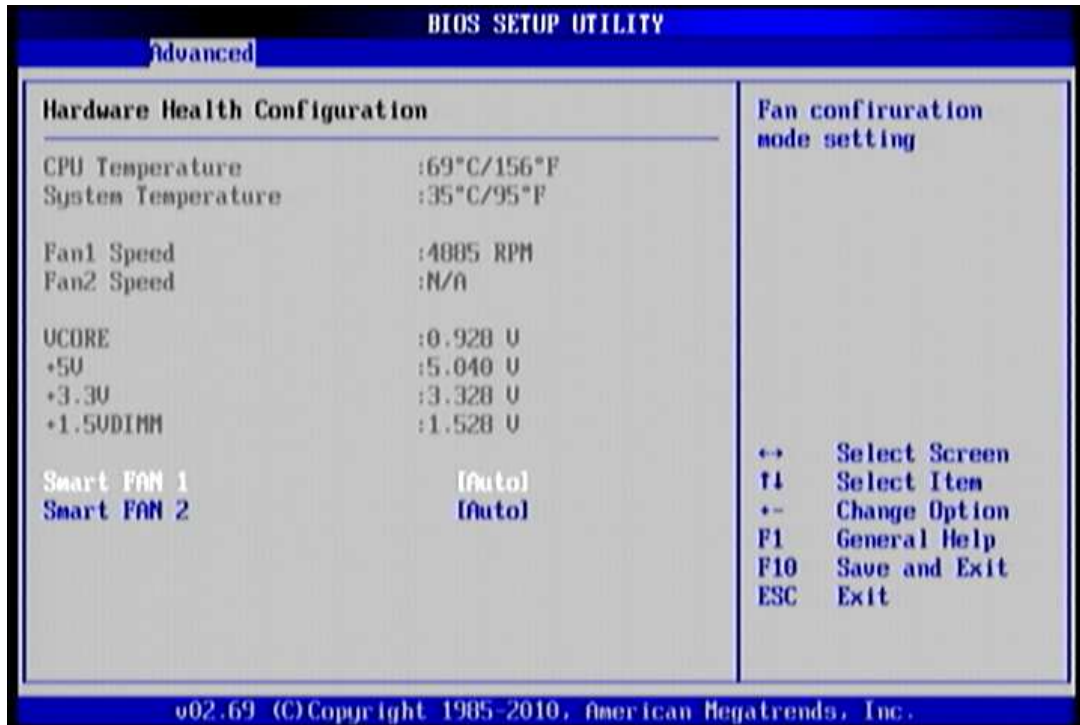 BIOS SETUP UTILITY
Advanced
Hardware Health Configuration
CPU Temperature :69°C/156°F
System Temperature :35°C/95°F
Fan1 Speed :4885 RPM
Fan2 Speed :N/A
VCORE :0.928 V
+5V :5.040 V
+3.3V :3.328 V
+1.5VDIMM :1.528 V
Smart FAN 1 [Auto]
Smart FAN 2 [Auto]
Fan confiruration
mode setting
←→ Select Screen
↑↓ Select Item
+- Change Option
F1 General Help
F10 Save and Exit
ESC Exit
v02.69 (C)Copyright 1985-2010, American Megatrends, Inc.